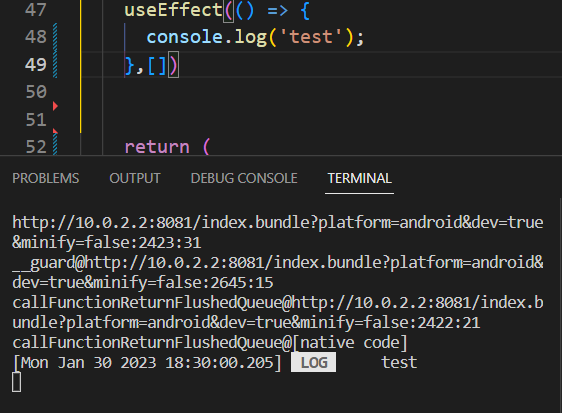 47 useEffect(() => {
48 console.log('test');
49 },[])
50
51
52 return (
PROBLEMS OUTPUT DEBUG CONSOLE TERMINAL
http://10.0.2.2:8081/index.bundle?platform=android&dev=true
&minify=false:2423:31
__guard@http://10.0.2.2:8081/index.bundle?platform=android&
dev=true&minify=false:2645:15
callFunctionReturnFlushedQueue@http://10.0.2.2:8081/index.b
undle?platform=android&dev=true&minify=false:2422:21
callFunctionReturnFlushedQueue@[native code]
[Mon Jan 30 2023 18:30:00.205] LOG test